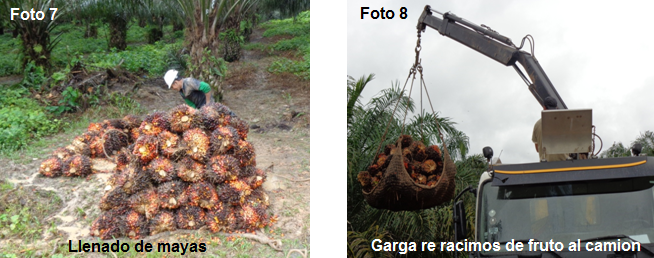 Foto 7
Foto 8
Llenado de mayas
Garga re racimos de fruto al camion